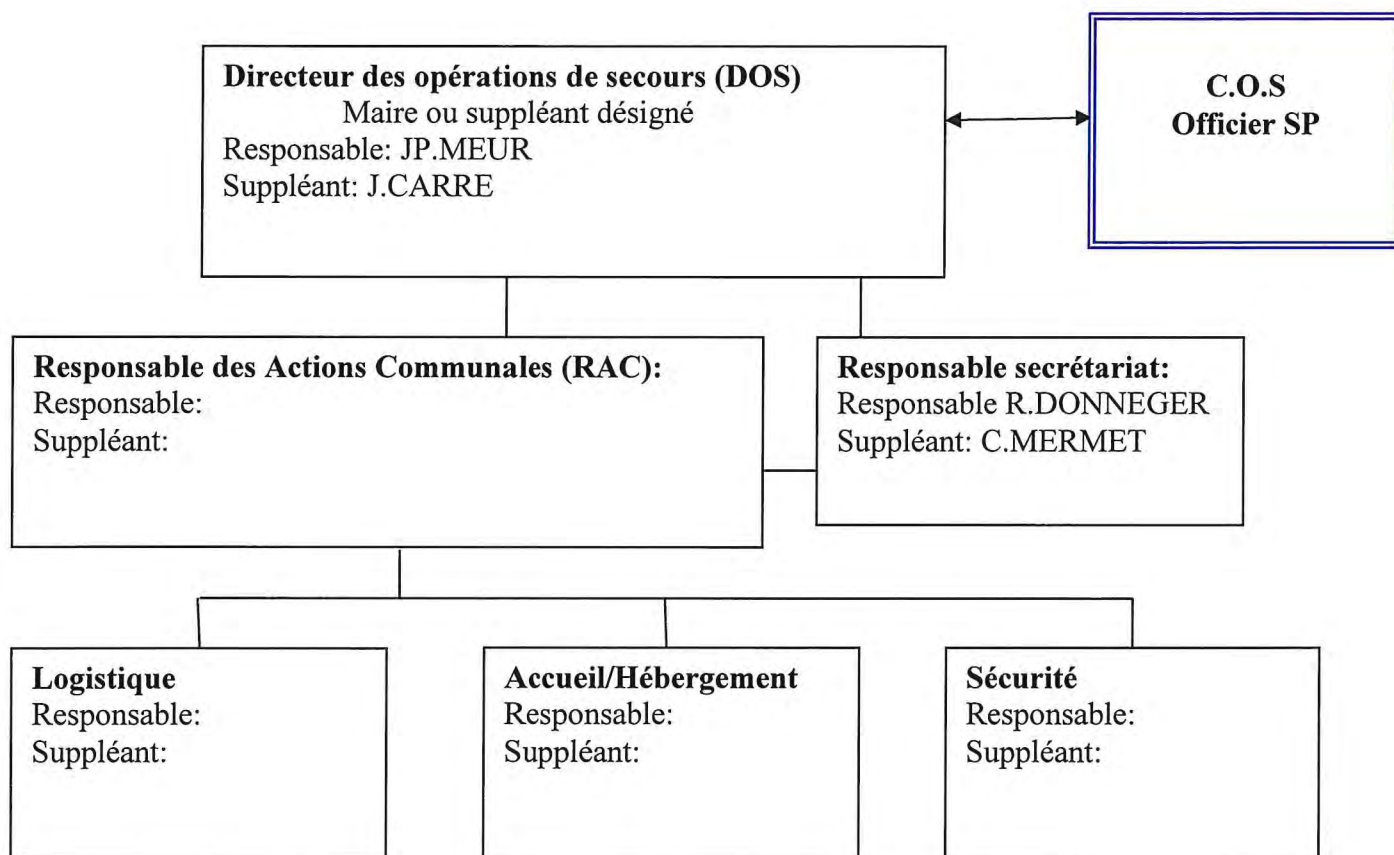 Directeur des opérations de secours (DOS)
Maire ou suppléant désigné
Responsable: JP.MEUR
Suppléant: J.CARRE
C.O.S
Officier SP
Responsable des Actions Communales (RAC):
Responsable:
Suppléant:
Responsable secrétariat:
Responsable R.DONNEGER
Suppléant: C.MERMET
Logistique
Responsable:
Suppléant:
Accueil/Hébergement
Responsable:
Suppléant:
Sécurité
Responsable:
Suppléant: